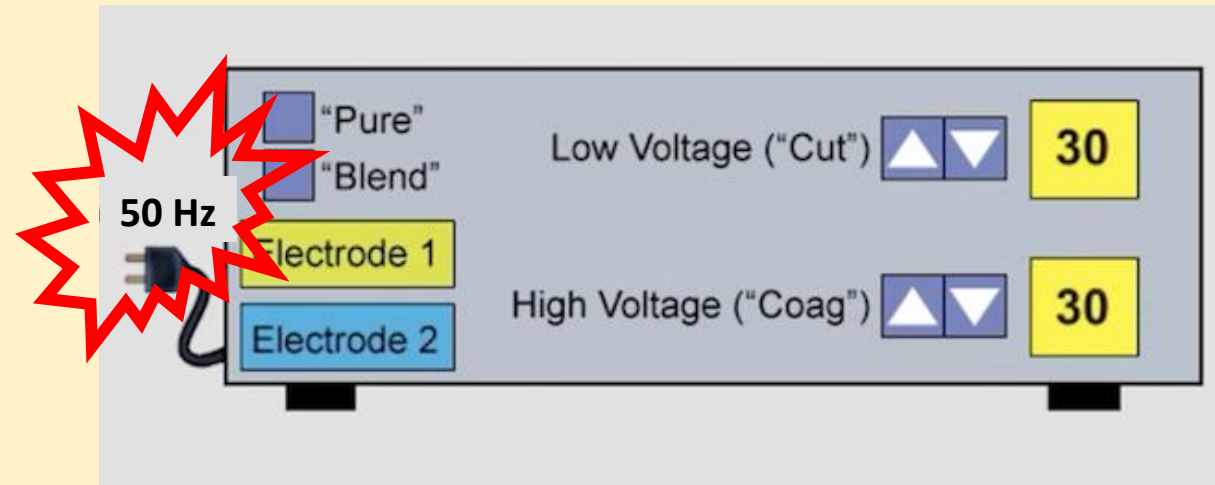 "Pure"
"Blend"
50 Hz
Electrode 1
Electrode 2
Low Voltage ("Cut")
30
High Voltage ("Coag")
30